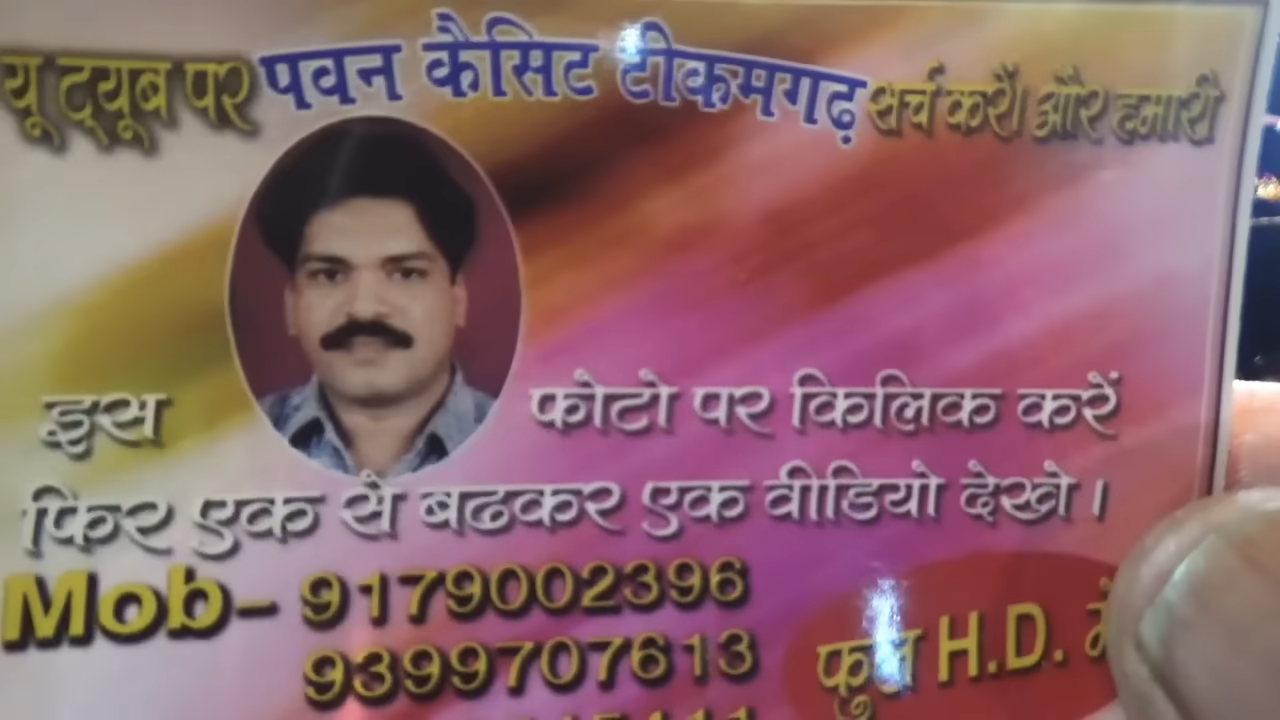 यू ट्यूब पर पवन कैसिट टीकमगढ़ सर्च करें। और हमारी
इस फोटो पर किलिक करें
फिर एक से बढकर एक वीडियो देखे।
Mob- 9179002396
9399707613
फुल H.D. में